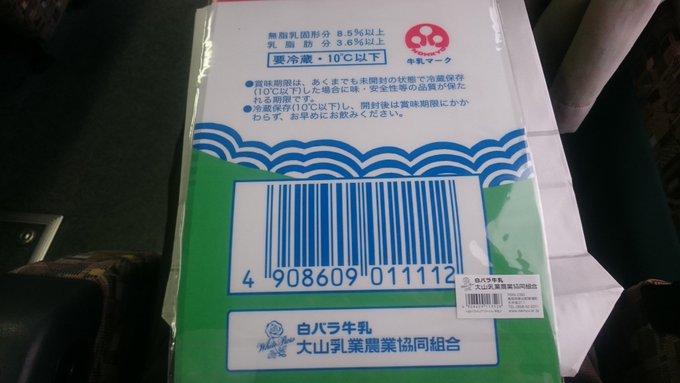 無脂乳固形分 8.5%以上
乳脂肪分 3.6%以上
要冷蔵・10℃以下
牛乳マーク
●賞味期限は、あくまでも未開封の状態で冷蔵保存
(10℃以下)した場合に味・安全性等の品質が保た
れる期限です。
●冷蔵保存(10℃以下)し、開封後は賞味期限にかか
わらず、お早めにお飲みください。
4 908609 011112
白バラ牛乳
大山乳業農業協同組合
白バラ牛乳
White Rose
大山乳業農業協同組合